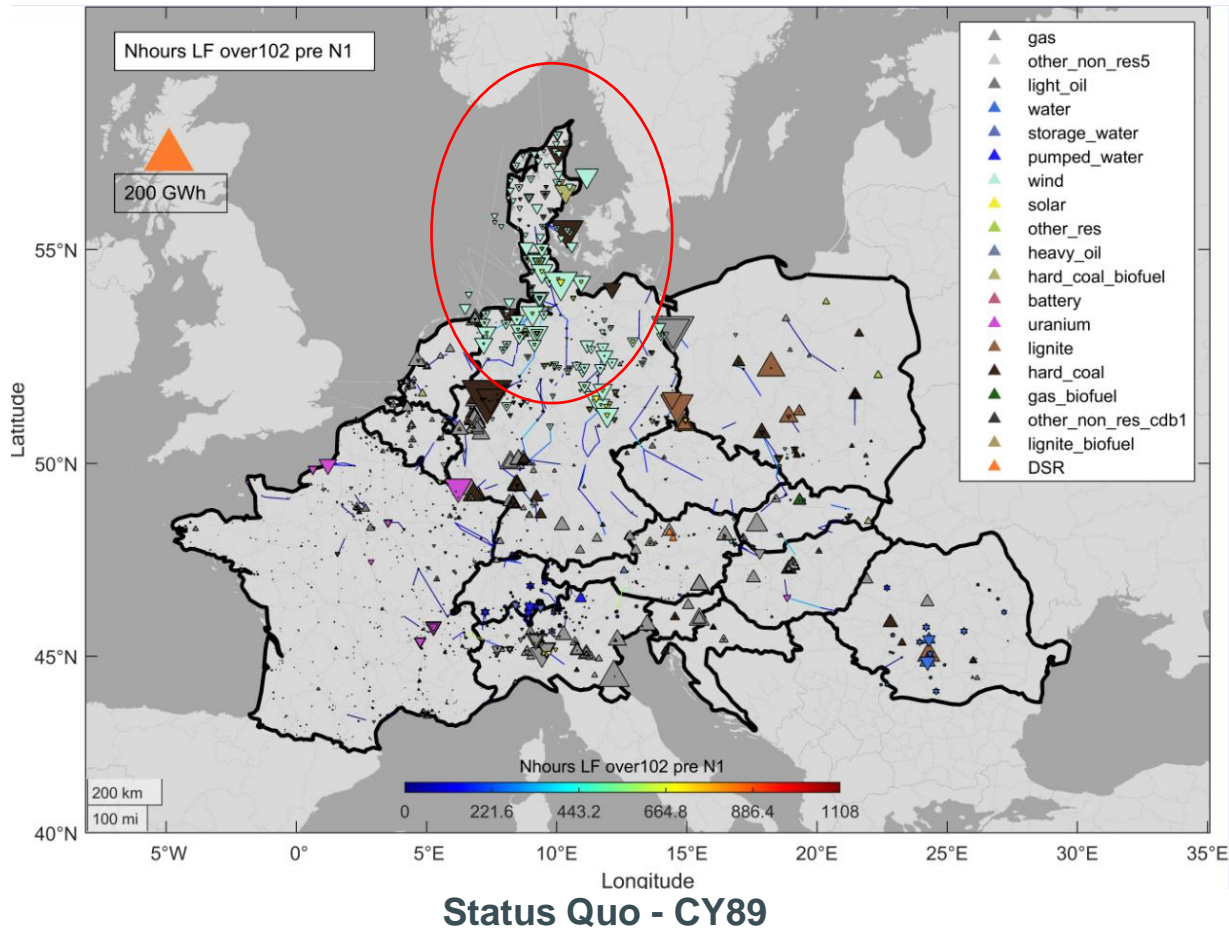 Nhours LF over102 pre N1
200 GWh
gas
other_non_res5
light_oil
water
storage_water
pumped_water
wind
solar
other_res
heavy_oil
hard_coal_biofuel
battery
uranium
lignite
hard_coal
gas_biofuel
other_non_res_cdb1
lignite_biofuel
DSR
55°N
50°N
45°N
40°N
Latitude
Nhours LF over102 pre N1
0 221.6 443.2 664.8 886.4 1108
200 km
100 mi
5°W 0° 5°E 10°E 15°E 20°E 25°E 30°E 35°E
Longitude
Status Quo - CY89